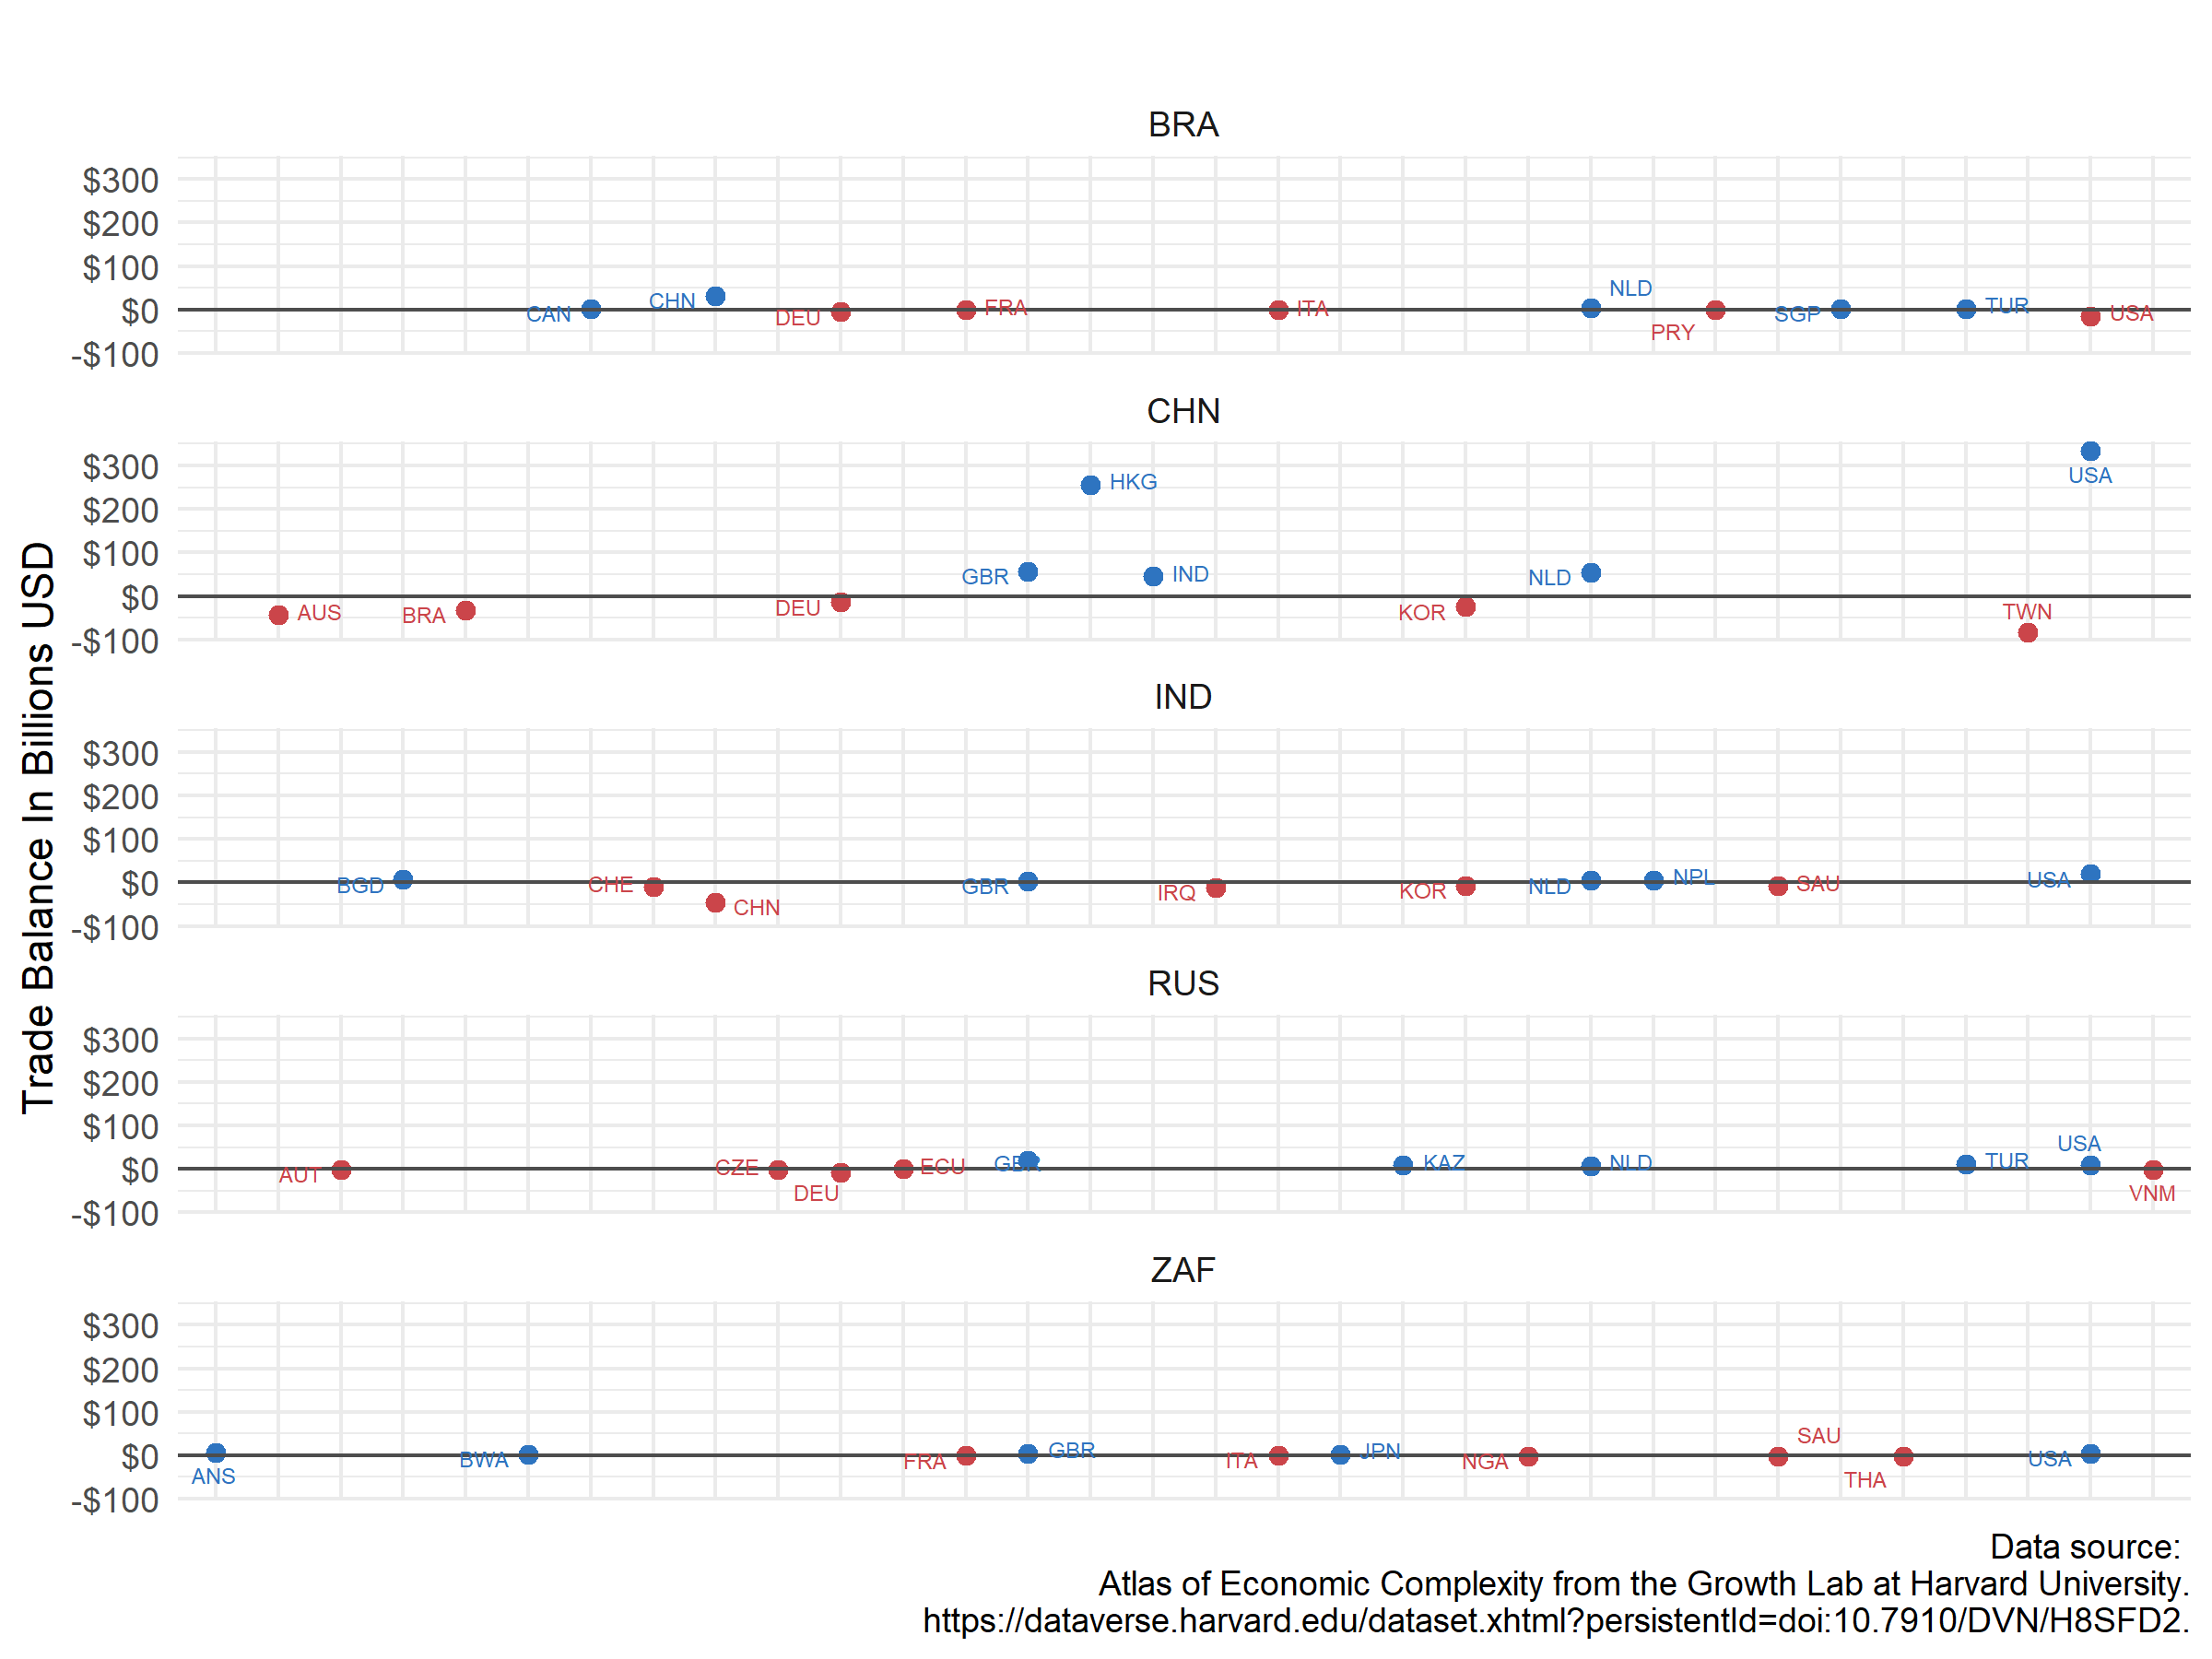 BRA
$300
$200
$100
$0
-$100
CAN
CHN
DEU
FRA
ITA
NLD
PRY
SGP
TUR
USA
CHN
$300
$200
$100
$0
-$100
AUS
BRA
DEU
GBR
HKG
IND
KOR
NLD
TWN
USA
IND
$300
$200
$100
$0
-$100
BGD
CHE
CHN
GBR
IRQ
KOR
NLD
NPL
SAU
USA
RUS
$300
$200
$100
$0
-$100
AUT
CZE
DEU
ECU
GBR
KAZ
NLD
TUR
USA
VNM
ZAF
$300
$200
$100
$0
-$100
ANS
BWA
FRA
GBR
ITA
JPN
NGA
SAU
THA
USA
Trade Balance In Billions USD
Data source:
Atlas of Economic Complexity from the Growth Lab at Harvard University.
https://dataverse.harvard.edu/dataset.xhtml?persistentId=doi:10.7910/DVN/H8SFD2.